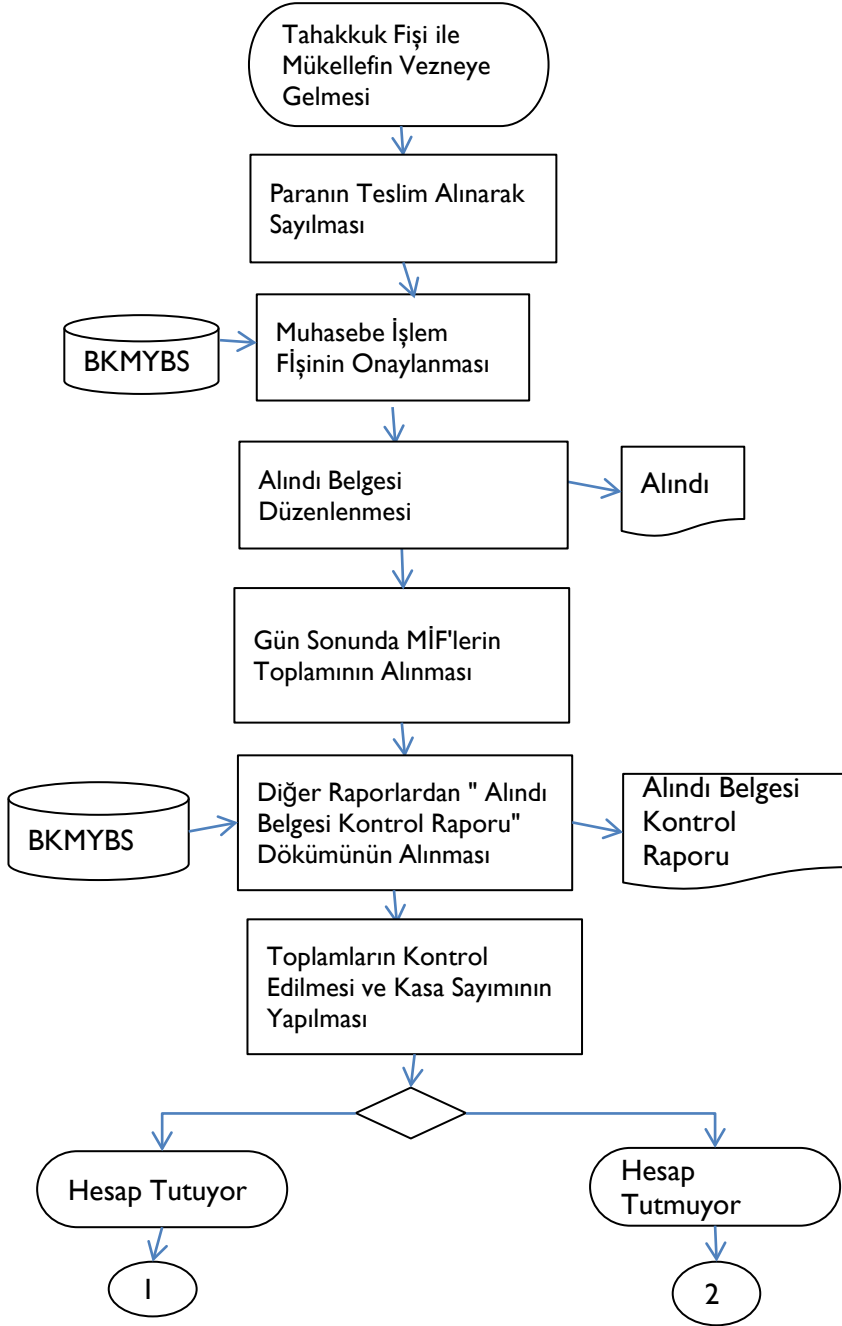 Tahakkuk Fişi ile
Mükellefin Vezneye
Gelmesi
Paranın Teslim Alınarak
Sayılması
BKMYBS
Muhasebe İşlem
Fİşinin Onaylanması
Alındı Belgesi
Düzenlenmesi
Alındı
Gün Sonunda MİF'lerin
Toplamının Alınması
BKMYBS
Diğer Raporlardan " Alındı
Belgesi Kontrol Raporu"
Dökümünün Alınması
Alındı Belgesi
Kontrol
Raporu
Toplamların Kontrol
Edilmesi ve Kasa Sayımının
Yapılması
Hesap Tutuyor
Hesap
Tutmuyor
1
2